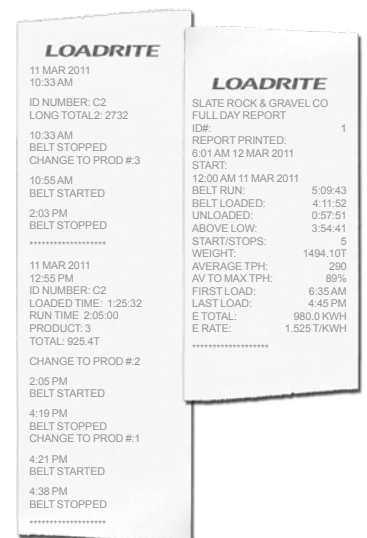 LOADRITE
11 MAR 2011
10:33 AM
ID NUMBER: C2
LONG TOTAL2: 2732
10:33 AM
BELT STOPPED
CHANGE TO PROD #:3
10:55 AM
BELT STARTED
2:03 PM
BELT STOPPED
*******************
11 MAR 2011
12:55 PM
ID NUMBER: C2
LOADED TIME: 1:25:32
RUN TIME 2:05:00
PRODUCT: 3
TOTAL: 925.4T
CHANGE TO PROD #:2
2:05 PM
BELT STARTED
4:19 PM
BELT STOPPED
CHANGE TO PROD #:1
4:21 PM
BELT STARTED
4:38 PM
BELT STOPPED
*******************
LOADRITE
SLATE ROCK & GRAVEL CO
FULL DAY REPORT
ID#: 1
REPORT PRINTED:
6:01 AM 12 MAR 2011
START:
12:00 AM 11 MAR 2011
BELT RUN: 5:09:43
BELT LOADED: 4:11:52
UNLOADED: 0:57:51
ABOVE LOW: 3:54:41
START/STOPS: 5
WEIGHT: 1494.10T
AVERAGE TPH: 290
AV TO MAX TPH: 89%
FIRST LOAD: 6:35 AM
LAST LOAD: 4:45 PM
E TOTAL: 980.0 KWH
E RATE: 1.525 T/KWH
*******************